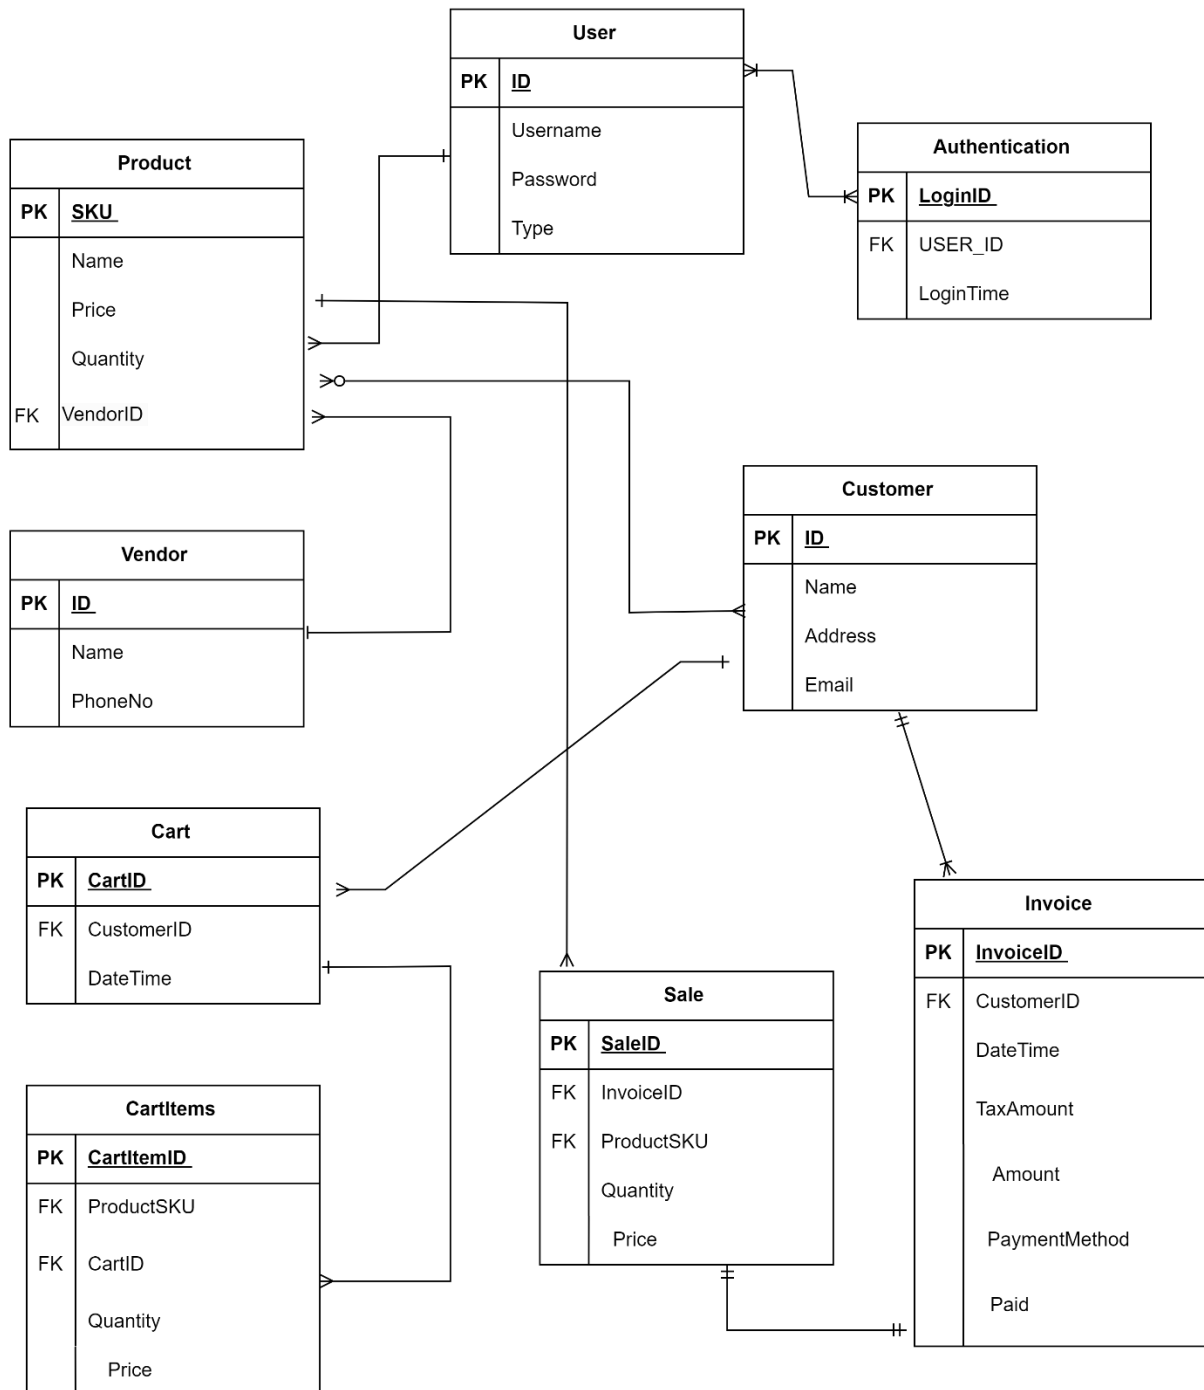 User
PK ID
Username
Password
Type
Authentication
PK LoginID
FK USER_ID
LoginTime
Product
PK SKU
Name
Price
Quantity
FK VendorID
Vendor
PK ID
Name
PhoneNo
Customer
PK ID
Name
Address
Email
Cart
PK CartID
FK CustomerID
DateTime
CartItems
PK CartItemID
FK ProductSKU
FK CartID
Quantity
Price
Sale
PK SaleID
FK InvoiceID
FK ProductSKU
Quantity
Price
Invoice
PK InvoiceID
FK CustomerID
DateTime
TaxAmount
Amount
PaymentMethod
Paid